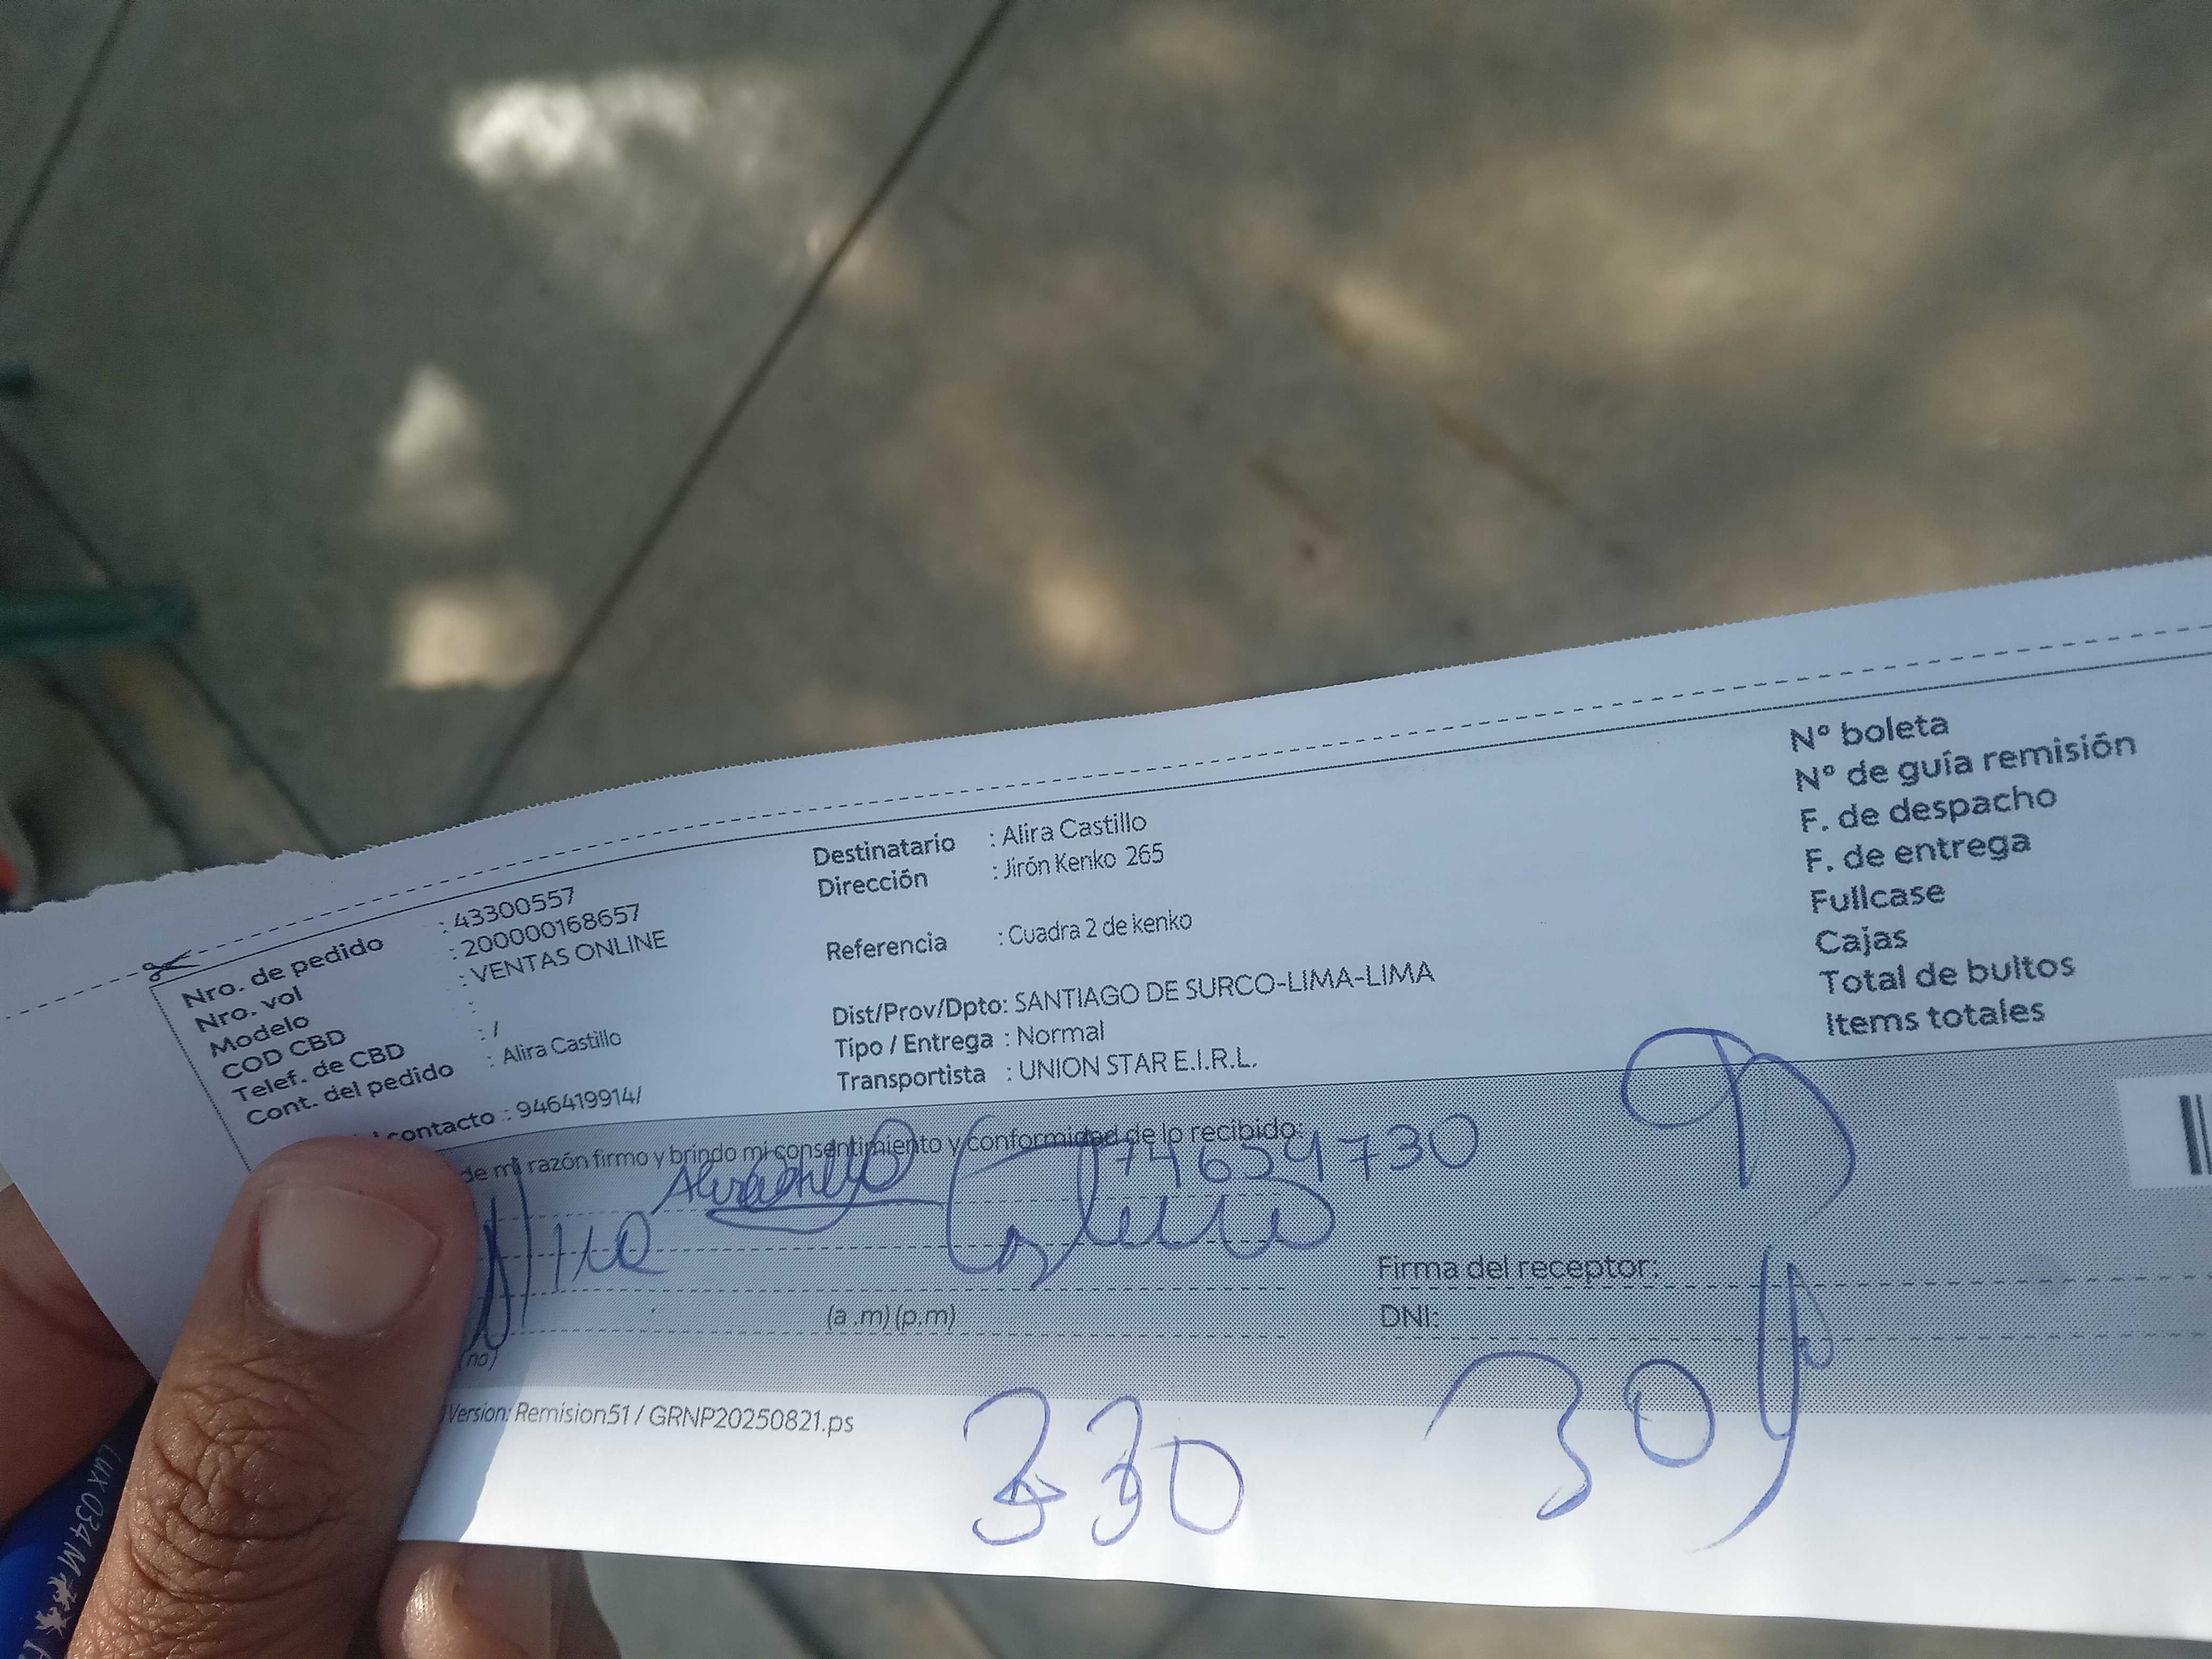 Nro. de pedido : 43300557
Nro. vol : 200000168657
Modelo : VENTAS ONLINE
COD CBD :
Telef. de CBD : /
Cont. del pedido : Alira Castillo
contacto : 946419914/
Destinatario : Alira Castillo
Dirección : Jirón Kenko 265
Referencia : Cuadra 2 de kenko
Dist/Prov/Dpto: SANTIAGO DE SURCO-LIMA-LIMA
Tipo / Entrega : Normal
Transportista : UNION STAR E.I.R.L.
N° boleta
N° de guía remisión
F. de despacho
F. de entrega
Fullcase
Cajas
Total de bultos
Items totales
de mi razón firmo y brindo mi consentimiento y conformidad de lo recibido:
Alira Castillo
Firma del receptor:
(a.m) (p.m)
DNI:
(no)
Version: Remision51 / GRNP20250821.ps
330
LUX 034 M